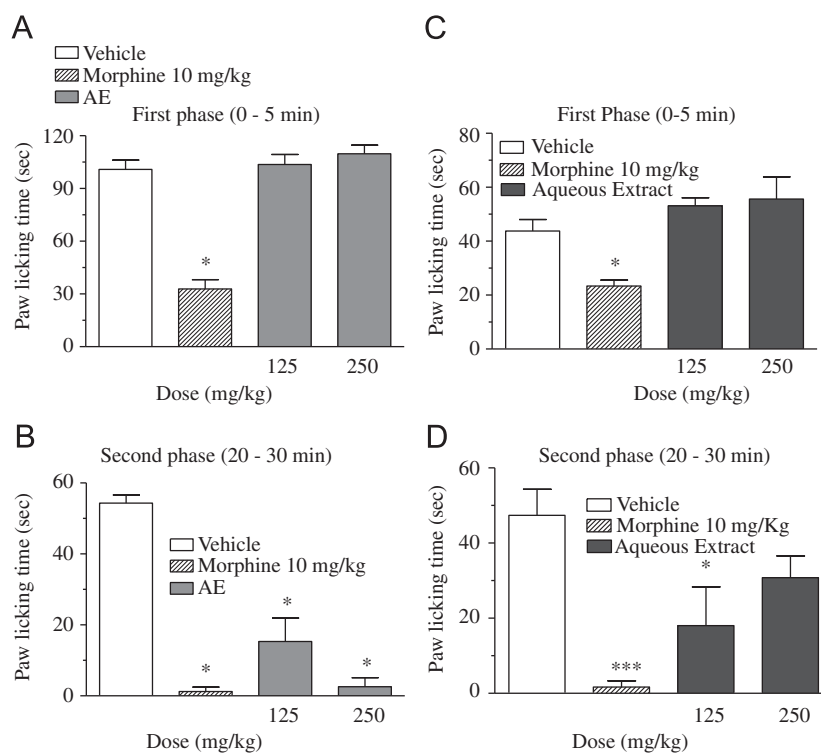 A
Vehicle
Morphine 10 mg/kg
AE
First phase (0 - 5 min)
120
90
60
30
0
Paw licking time (sec)
*
125 250
Dose (mg/kg)
C
First Phase (0-5 min)
80
60
40
20
0
Paw licking time (sec)
Vehicle
Morphine 10 mg/kg
Aqueous Extract
*
125 250
Dose (mg/kg)
B
Second phase (20 - 30 min)
60
40
20
0
Paw licking time (sec)
Vehicle
Morphine 10 mg/kg
AE
*
*
*
125 250
Dose (mg/kg)
D
Second phase (20 - 30 min)
60
40
20
0
Paw licking time (sec)
Vehicle
Morphine 10 mg/Kg
Aqueous Extract
*
***
125 250
Dose (mg/kg)